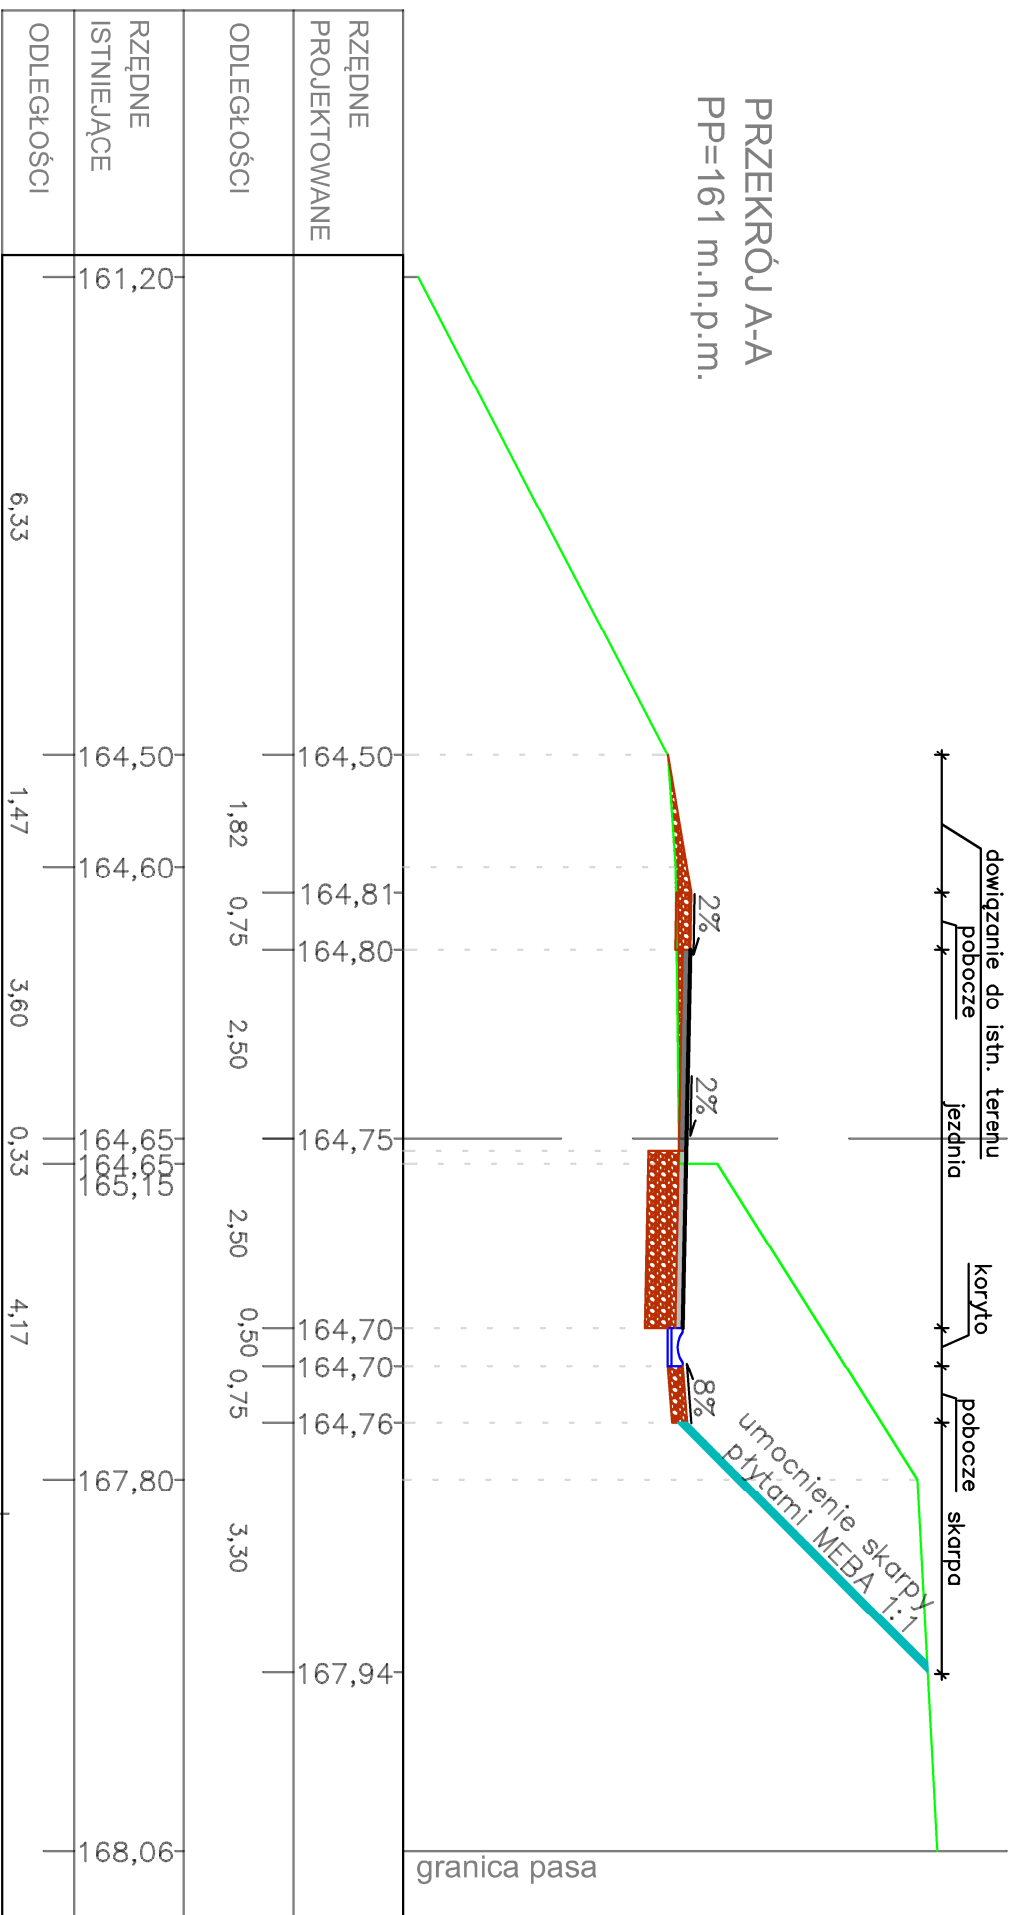 PRZEKRÓJ A-A
PP=161 m.n.p.m.
dowiązanie do istn. terenu
pobocze
jezdnia
koryto
pobocze
skarpa
2%
2%
8%
umocnienie skarpy
płytami MEBA 1:1
granica pasa
RZĘDNE
PROJEKTOWANE
164,50
164,81
164,80
164,75
164,70
164,70
164,76
167,94
ODLEGŁOŚCI
1,82
0,75
2,50
2,50
0,50
0,75
3,30
RZĘDNE
ISTNIEJĄCE
161,20
164,50
164,60
164,65
164,65
165,15
167,80
168,06
ODLEGŁOŚCI
6,33
1,47
3,60
0,33
4,17